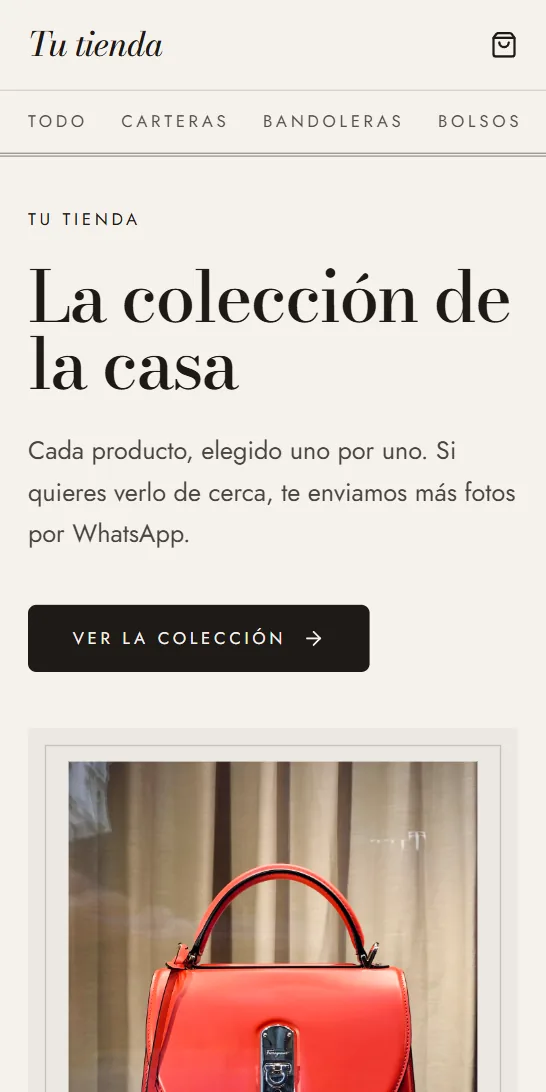 Tu tienda
TODO CARTERAS BANDOLERAS BOLSOS
TU TIENDA
La colección de
la casa
Cada producto, elegido uno por uno. Si
quieres verlo de cerca, te enviamos más fotos
por WhatsApp.
VER LA COLECCIÓN